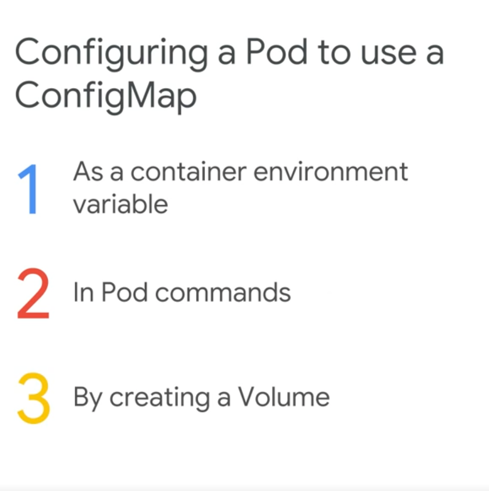 Configuring a Pod to use a
ConfigMap
1 As a container environment
variable
2 In Pod commands
3 By creating a Volume